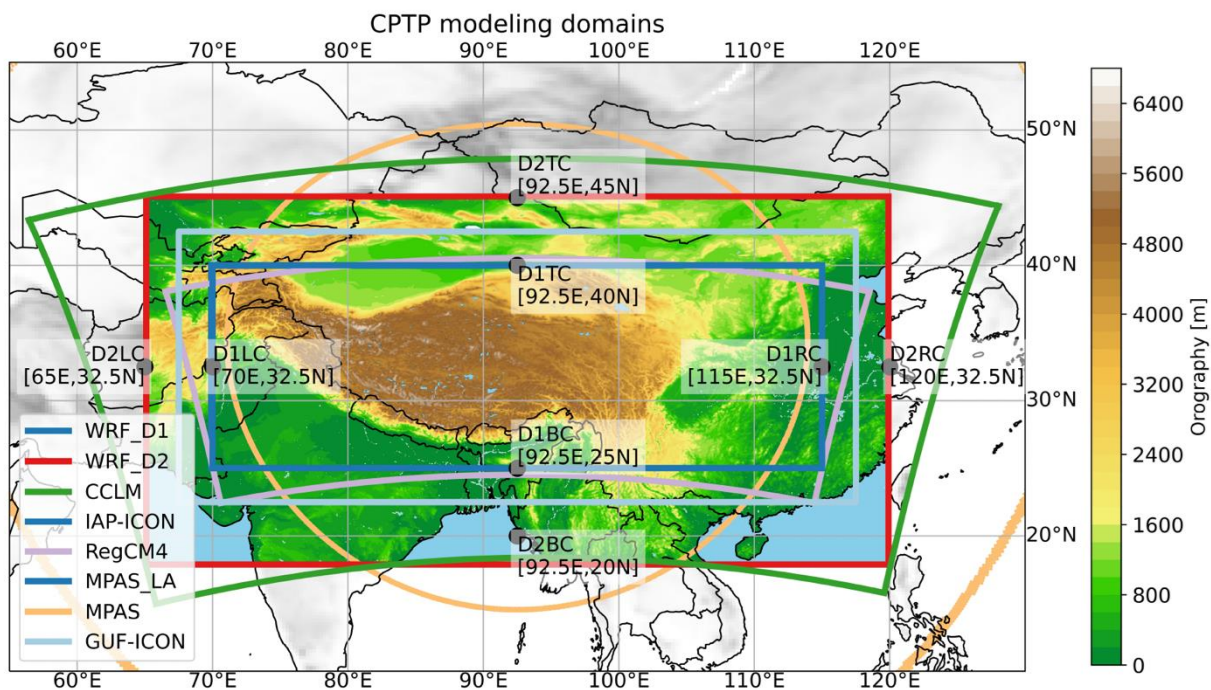 CPTP modeling domains
60°E 70°E 80°E 90°E 100°E 110°E 120°E
50°N
40°N
30°N
20°N
D2TC
[92.5E,45N]
D1TC
[92.5E,40N]
D2LC
[65E,32.5N]
D1LC
[70E,32.5N]
D1RC
[115E,32.5N]
D2RC
[120E,32.5N]
D1BC
[92.5E,25N]
D2BC
[92.5E,20N]
WRF_D1
WRF_D2
CCLM
IAP-ICON
RegCM4
MPAS_LA
MPAS
GUF-ICON
60°E 70°E 80°E 90°E 100°E 110°E 120°E
6400
5600
4800
4000
3200
2400
1600
800
0
Orography [m]